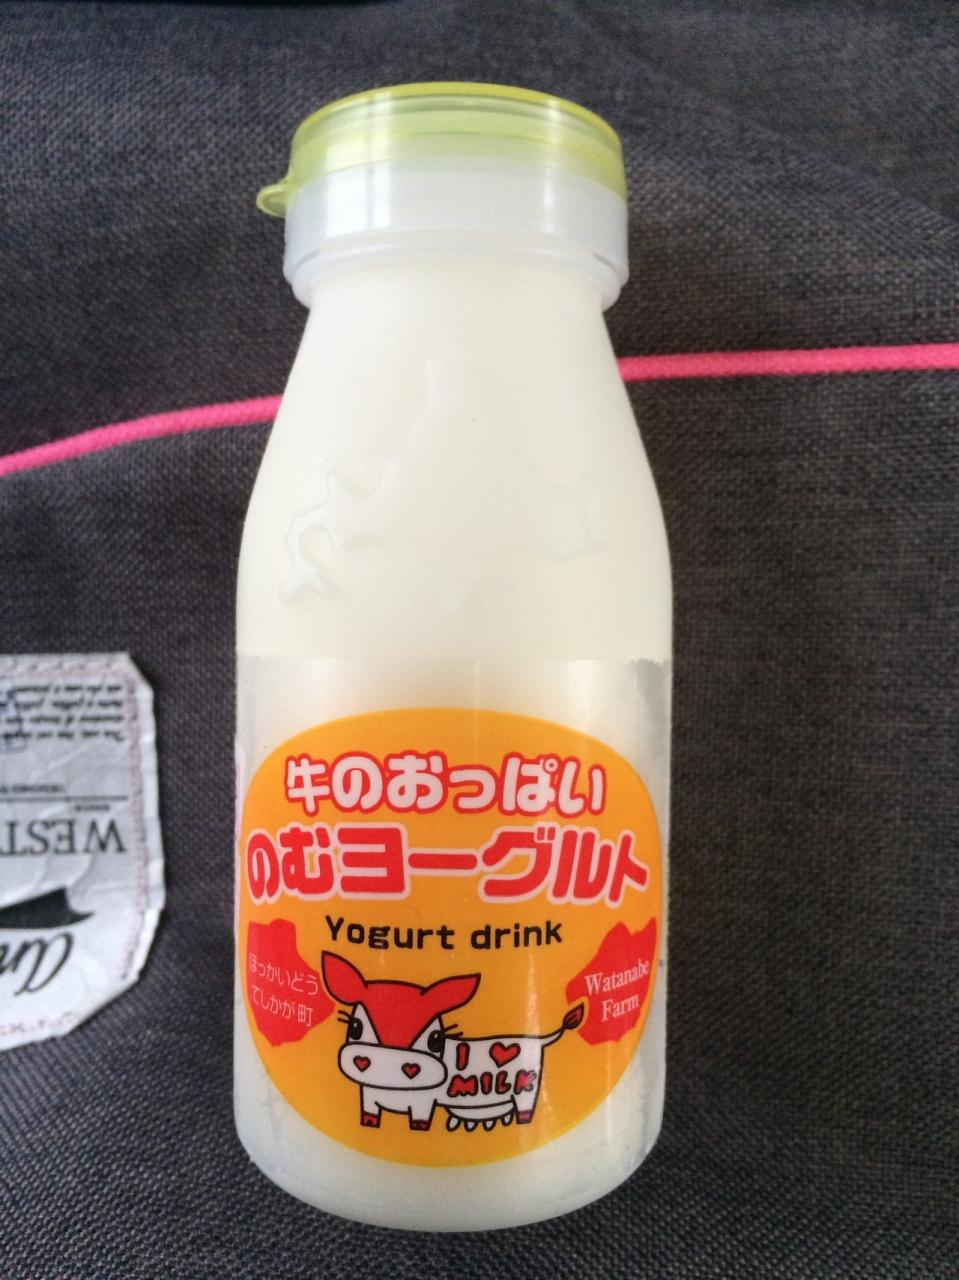 牛のおっぱい
のむヨーグルト
Yogurt drink
ほっかいどう
てしかが町
Watanabe
Farm
I ♥
MILK
WEST